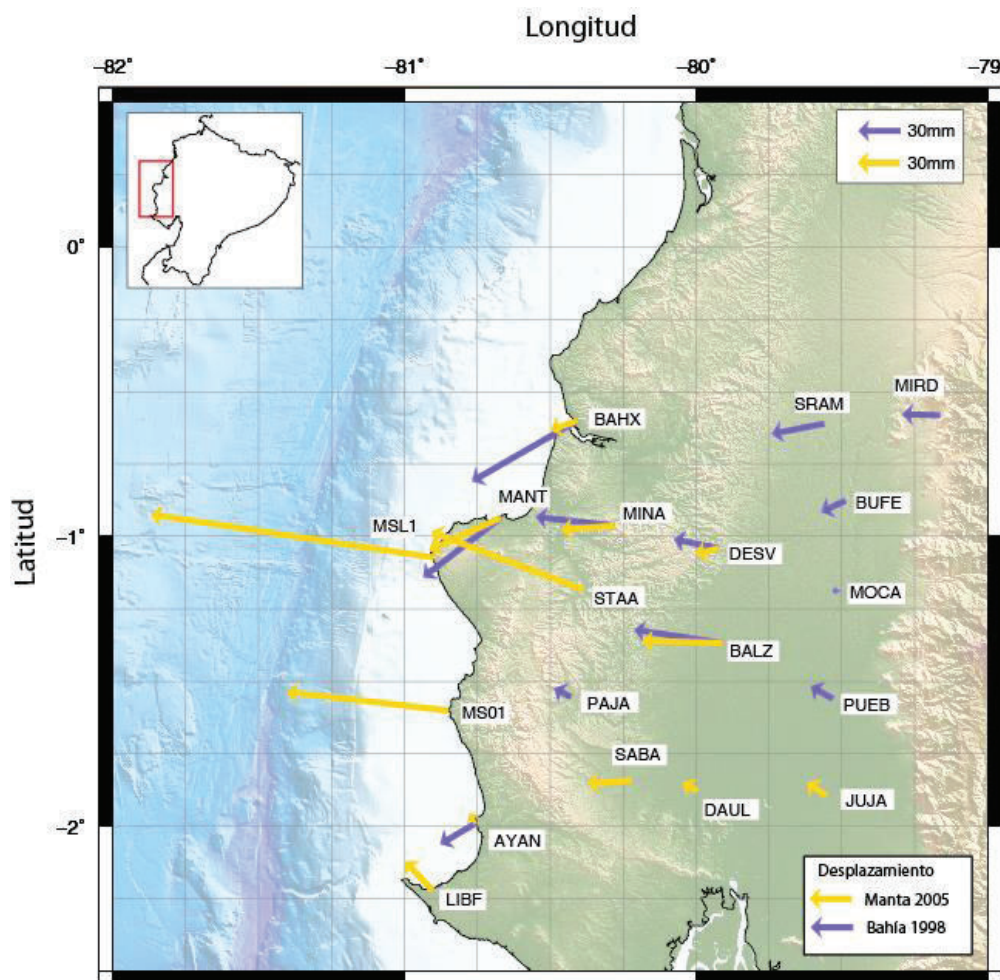 Longitud
−82° −81° −80° −79
30mm
30mm
0°
MIRD
SRAM
BAHX
MANT
BUFE
MINA
MSL1
−1°
DESV
Latitud
MOCA
STAA
BALZ
PAJA
PUEB
MS01
SABA
JUJA
DAUL
−2°
AYAN
Desplazamiento
LIBF
Manta 2005
Bahía 1998